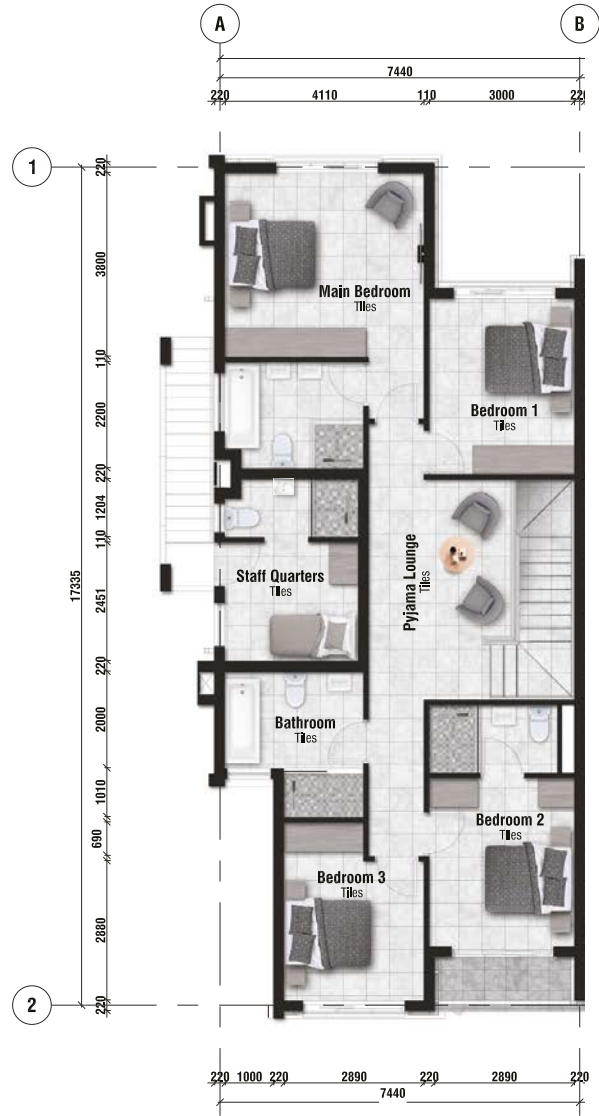 A
B
7440
220
4110
110
3000
220
1
2
17335
220
3800
110
2200
220
1204
110
2451
220
2000
1010
690
2880
220
Main Bedroom
Tiles
Bedroom 1
Tiles
Pyjama Lounge
Tiles
Staff Quarters
Tiles
Bathroom
Tiles
Bedroom 2
Tiles
Bedroom 3
Tiles
220
1000
220
2890
220
2890
220
7440